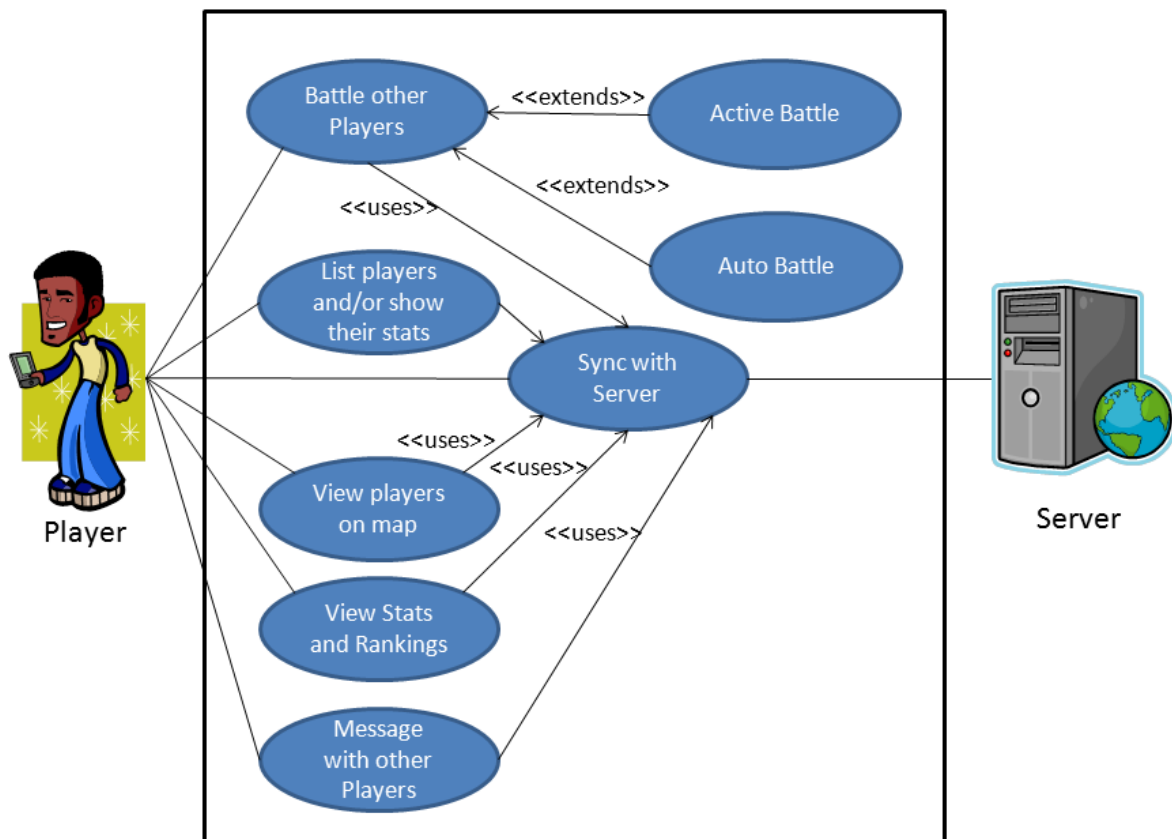 Battle other
Players
<<extends>>
Active Battle
<<extends>>
<<uses>>
List players
and/or show
their stats
Auto Battle
Sync with
Server
<<uses>>
<<uses>>
View players
on map
<<uses>>
Player
Server
View Stats
and Rankings
Message
with other
Players